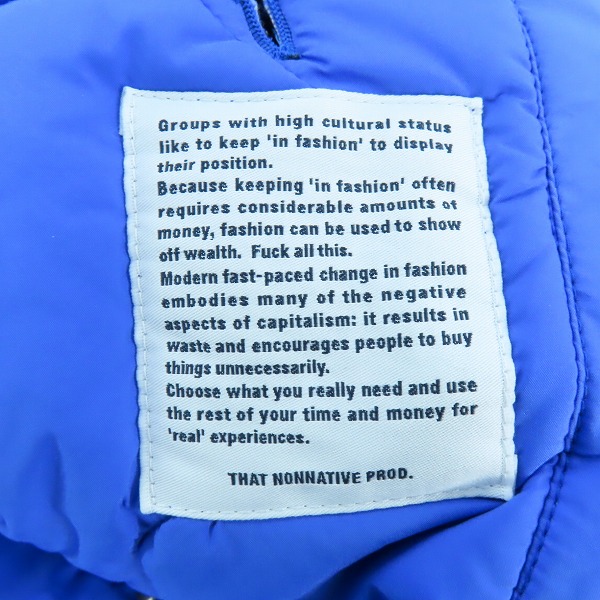 Groups with high cultural status
like to keep 'in fashion' to display
their position.
Because keeping 'in fashion' often
requires considerable amounts of
money, fashion can be used to show
off wealth. Fuck all this.
Modern fast-paced change in fashion
embodies many of the negative
aspects of capitalism: it results in
waste and encourages people to buy
things unnecessarily.
Choose what you really need and use
the rest of your time and money for
'real' experiences.
THAT NONNATIVE PROD.